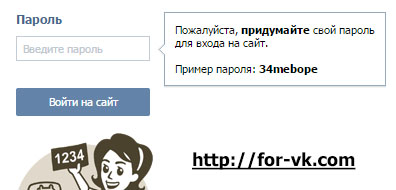 Пароль
Введите пароль
Войти на сайт
Пожалуйста, придумайте свой пароль
для входа на сайт.
Пример пароля: 34mebope
1234
http://for-vk.com